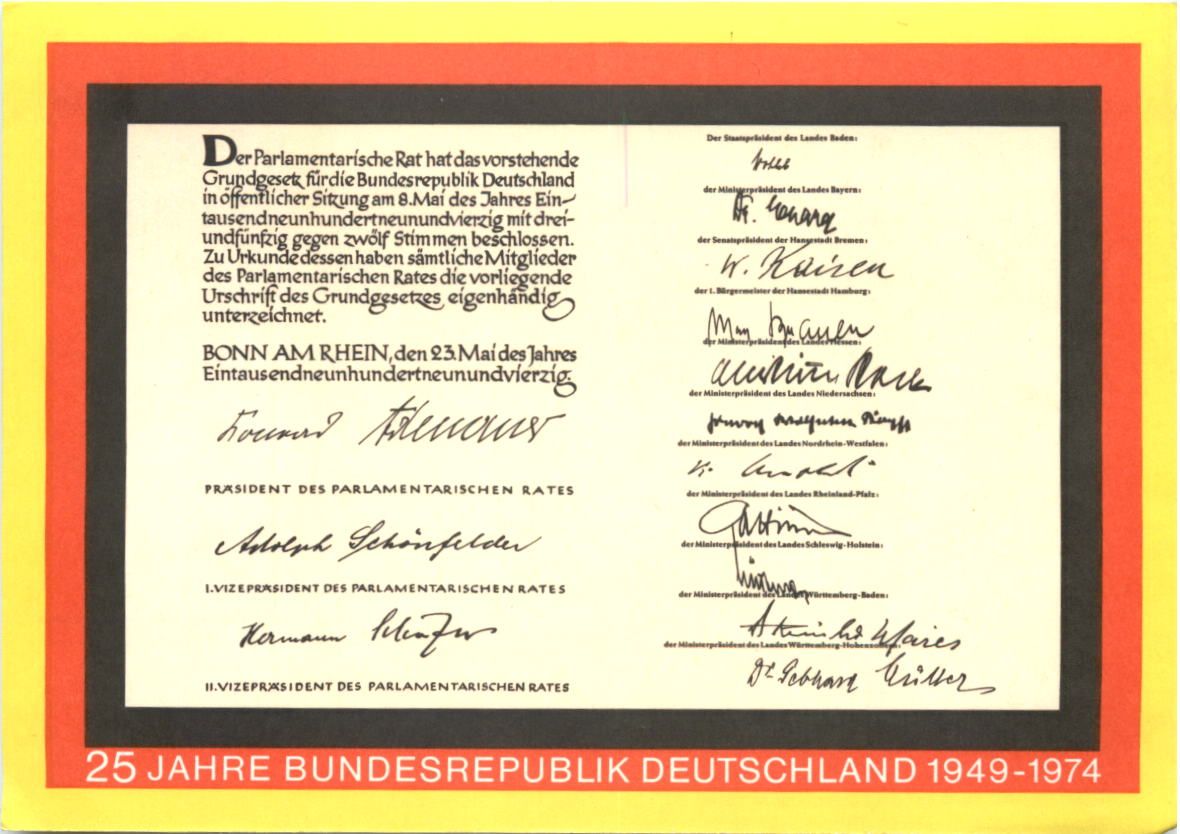 Der Parlamentarische Rat hat das vorstehende
Grundgesetz für die Bundesrepublik Deutschland
in öffentlicher Sitzung am 8. Mai des Jahres Ein-
tausendneunhundertneunundvierzig mit drei-
undfünfzig gegen zwölf Stimmen beschlossen.
Zu Urkunde dessen haben sämtliche Mitglieder
des Parlamentarischen Rates die vorliegende
Urschrift des Grundgesetzes eigenhändig
unterzeichnet.
BONN AM RHEIN, den 23. Mai des Jahres
Eintausendneunhundertneunundvierzig.
Konrad Adenauer
PRÄSIDENT DES PARLAMENTARISCHEN RATES
Adolph Schönfelder
I. VIZEPRÄSIDENT DES PARLAMENTARISCHEN RATES
Hermann Schäfer
II. VIZEPRÄSIDENT DES PARLAMENTARISCHEN RATES
Der Staatspräsident des Landes Baden:
der Ministerpräsident des Landes Bayern:
Dr. Ehard
der Senatspräsident der Hansestadt Bremen:
W. Kaisen
der 1. Bürgermeister der Hansestadt Hamburg:
Max Brauer
der Ministerpräsident des Landes Hessen:
der Ministerpräsident des Landes Niedersachsen:
der Ministerpräsident des Landes Nordrhein-Westfalen:
K. Arnold
der Ministerpräsident des Landes Rheinland-Pfalz:
Altmeier
der Ministerpräsident des Landes Schleswig-Holstein:
der Ministerpräsident des Landes Württemberg-Baden:
Reinhold Maier
der Ministerpräsident des Landes Württemberg-Hohenzollern:
Dr. Gebhard Müller
25 JAHRE BUNDESREPUBLIK DEUTSCHLAND 1949-1974